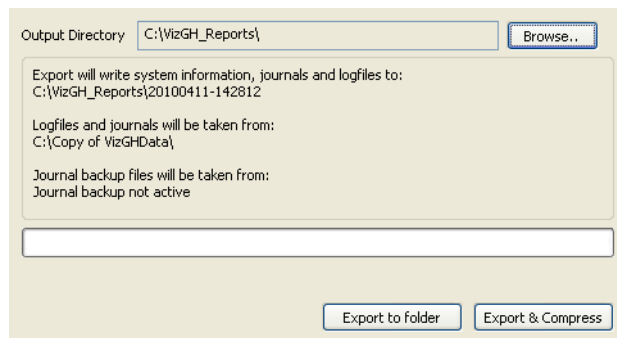 Output Directory C:\VizGH_Reports\ Browse..
Export will write system information, journals and logfiles to:
C:\VizGH_Reports\20100411-142812
Logfiles and journals will be taken from:
C:\Copy of VizGHData\
Journal backup files will be taken from:
Journal backup not active
Export to folder Export & Compress